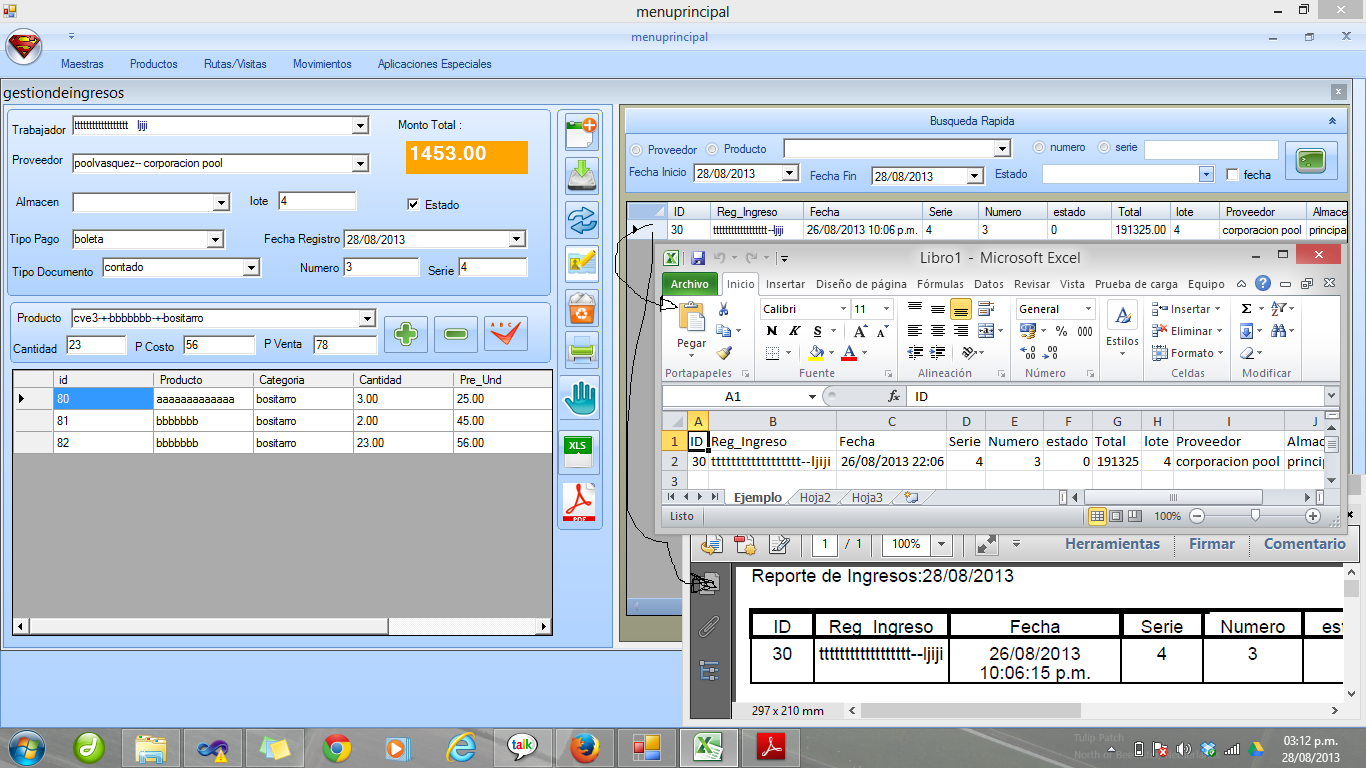 menuprincipal
menuprincipal
Maestras Productos Rutas/Visitas Movimientos Aplicaciones Especiales
gestiondeingresos
Trabajador tttttttttttttttttt ljiji
Monto Total :
1453.00
Proveedor poolvasquez-- corporacion pool
Almacen lote 4 Estado
Tipo Pago boleta Fecha Registro 28/08/2013
Tipo Documento contado Numero 3 Serie 4
Producto cve3-+-bbbbbbb-+-bositarro
Cantidad 23 P Costo 56 P Venta 78
id Producto Categoria Cantidad Pre_Und
80 aaaaaaaaaaaaa bositarro 3.00 25.00
81 bbbbbbb bositarro 2.00 45.00
82 bbbbbbb bositarro 23.00 56.00
XLS
PDF
Busqueda Rapida
Proveedor Producto numero serie
Fecha Inicio 28/08/2013 Fecha Fin 28/08/2013 Estado fecha
ID Reg_Ingreso Fecha Serie Numero estado Total lote Proveedor Almace
30 tttttttttttttttttt--ljiji 26/08/2013 10:06 p.m. 4 3 0 191325.00 4 corporacion pool principa
Libro1 - Microsoft Excel
Archivo Inicio Insertar Diseño de página Fórmulas Datos Revisar Vista Prueba de carga Equipo
Calibri 11 General Insertar
Pegar N K S Estilos Eliminar
Formato
Portapapeles Fuente Alineación Número Celdas Modificar
A1 fx ID
A B C D E F G H I J
1 ID Reg_Ingreso Fecha Serie Numero estado Total lote Proveedor Almac
2 30 tttttttttttttttttt--ljiji 26/08/2013 22:06 4 3 0 191325 4 corporacion pool princip
3
Ejemplo Hoja2 Hoja3
Listo 100%
1 / 1 100% Herramientas Firmar Comentario
Reporte de Ingresos:28/08/2013
ID Reg_Ingreso Fecha Serie Numero est
30 tttttttttttttttttt--ljiji 26/08/2013 10:06:15 p.m. 4 3
297 x 210 mm
talk
Tulip Patch
03:12 p.m.
28/08/2013